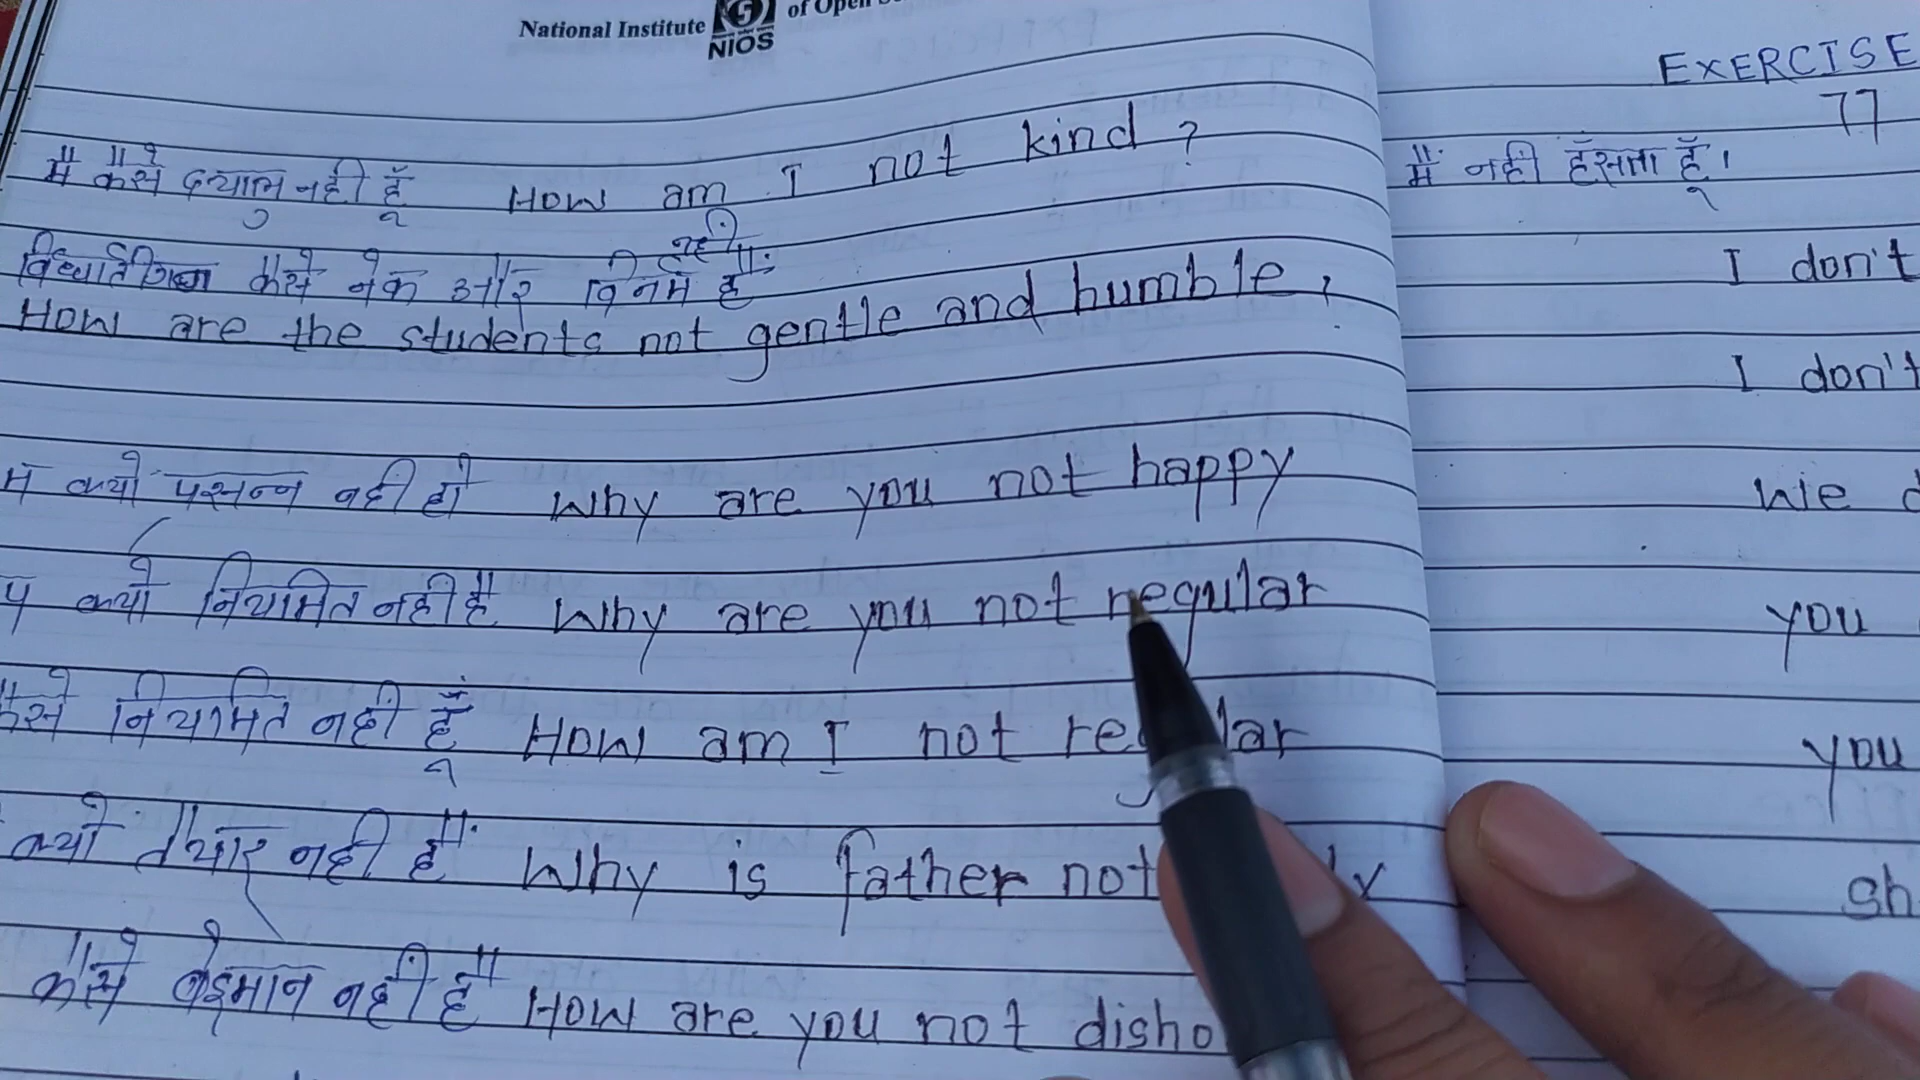 National Institute NIOS of Open
मैं कैसे दयालु नहीं हूँ How am I not kind ?
नहीं
कैसे नेक और विनम हैं
How are the students not gentle and humble ,
क्यों प्रसन्न नही हो Why are you not happy
क्यों नियमित नही है Why are you not regular
कैसे नियमित नही हूँ How am I not regular
क्यों तैयार नही हैं Why is father not
कैसे बेइमान नही है How are you not disho
EXERCISE
77
मैं नही हँसता हूँ।
I don't
I don't
We
you
you